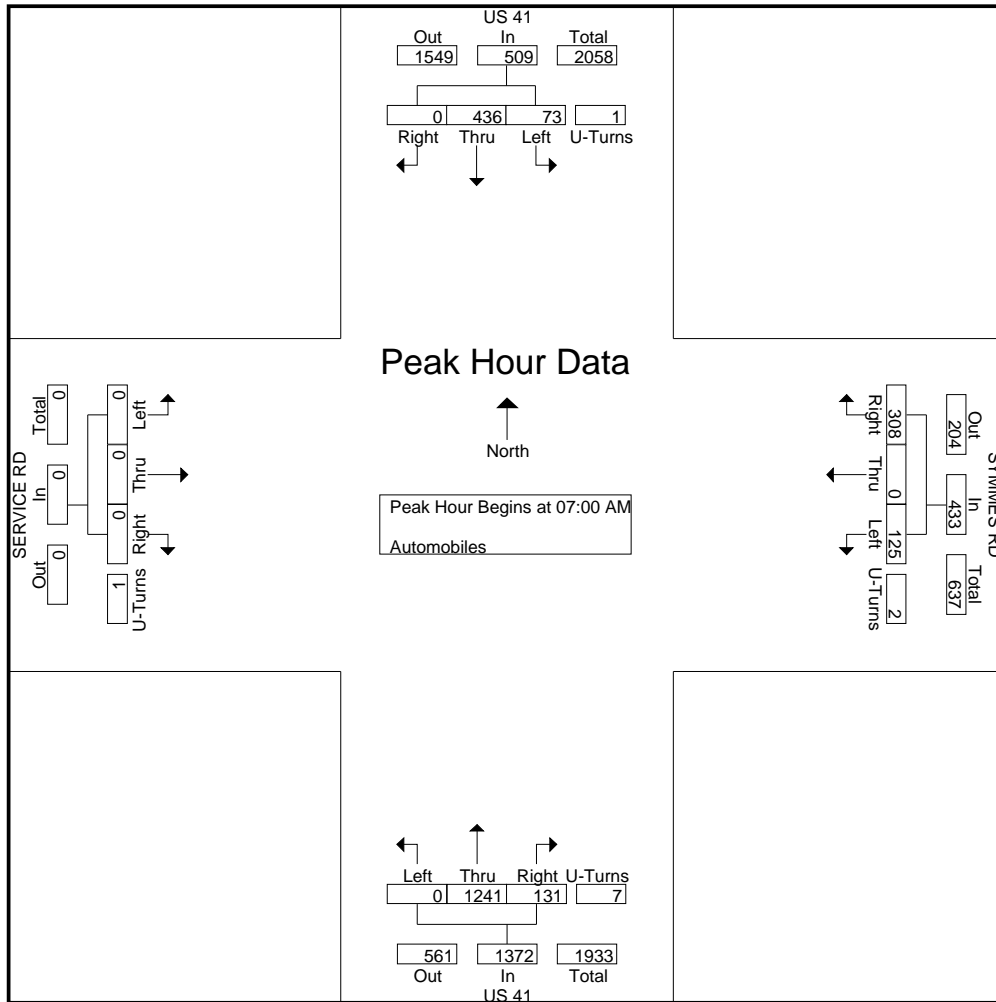 US 41
Out In Total
1549 509 2058
0 436 73 1
Right Thru Left U-Turns
Peak Hour Data
North
Peak Hour Begins at 07:00 AM
Automobiles
SERVICE RD
Total In Out
0 0 0
0 0 0 1
Left Thru Right U-Turns
SYMMES RD
Out In Total
204 433 637
308 0 125 2
Right Thru Left U-Turns
Left Thru Right U-Turns
0 1241 131 7
561 1372 1933
Out In Total
US 41